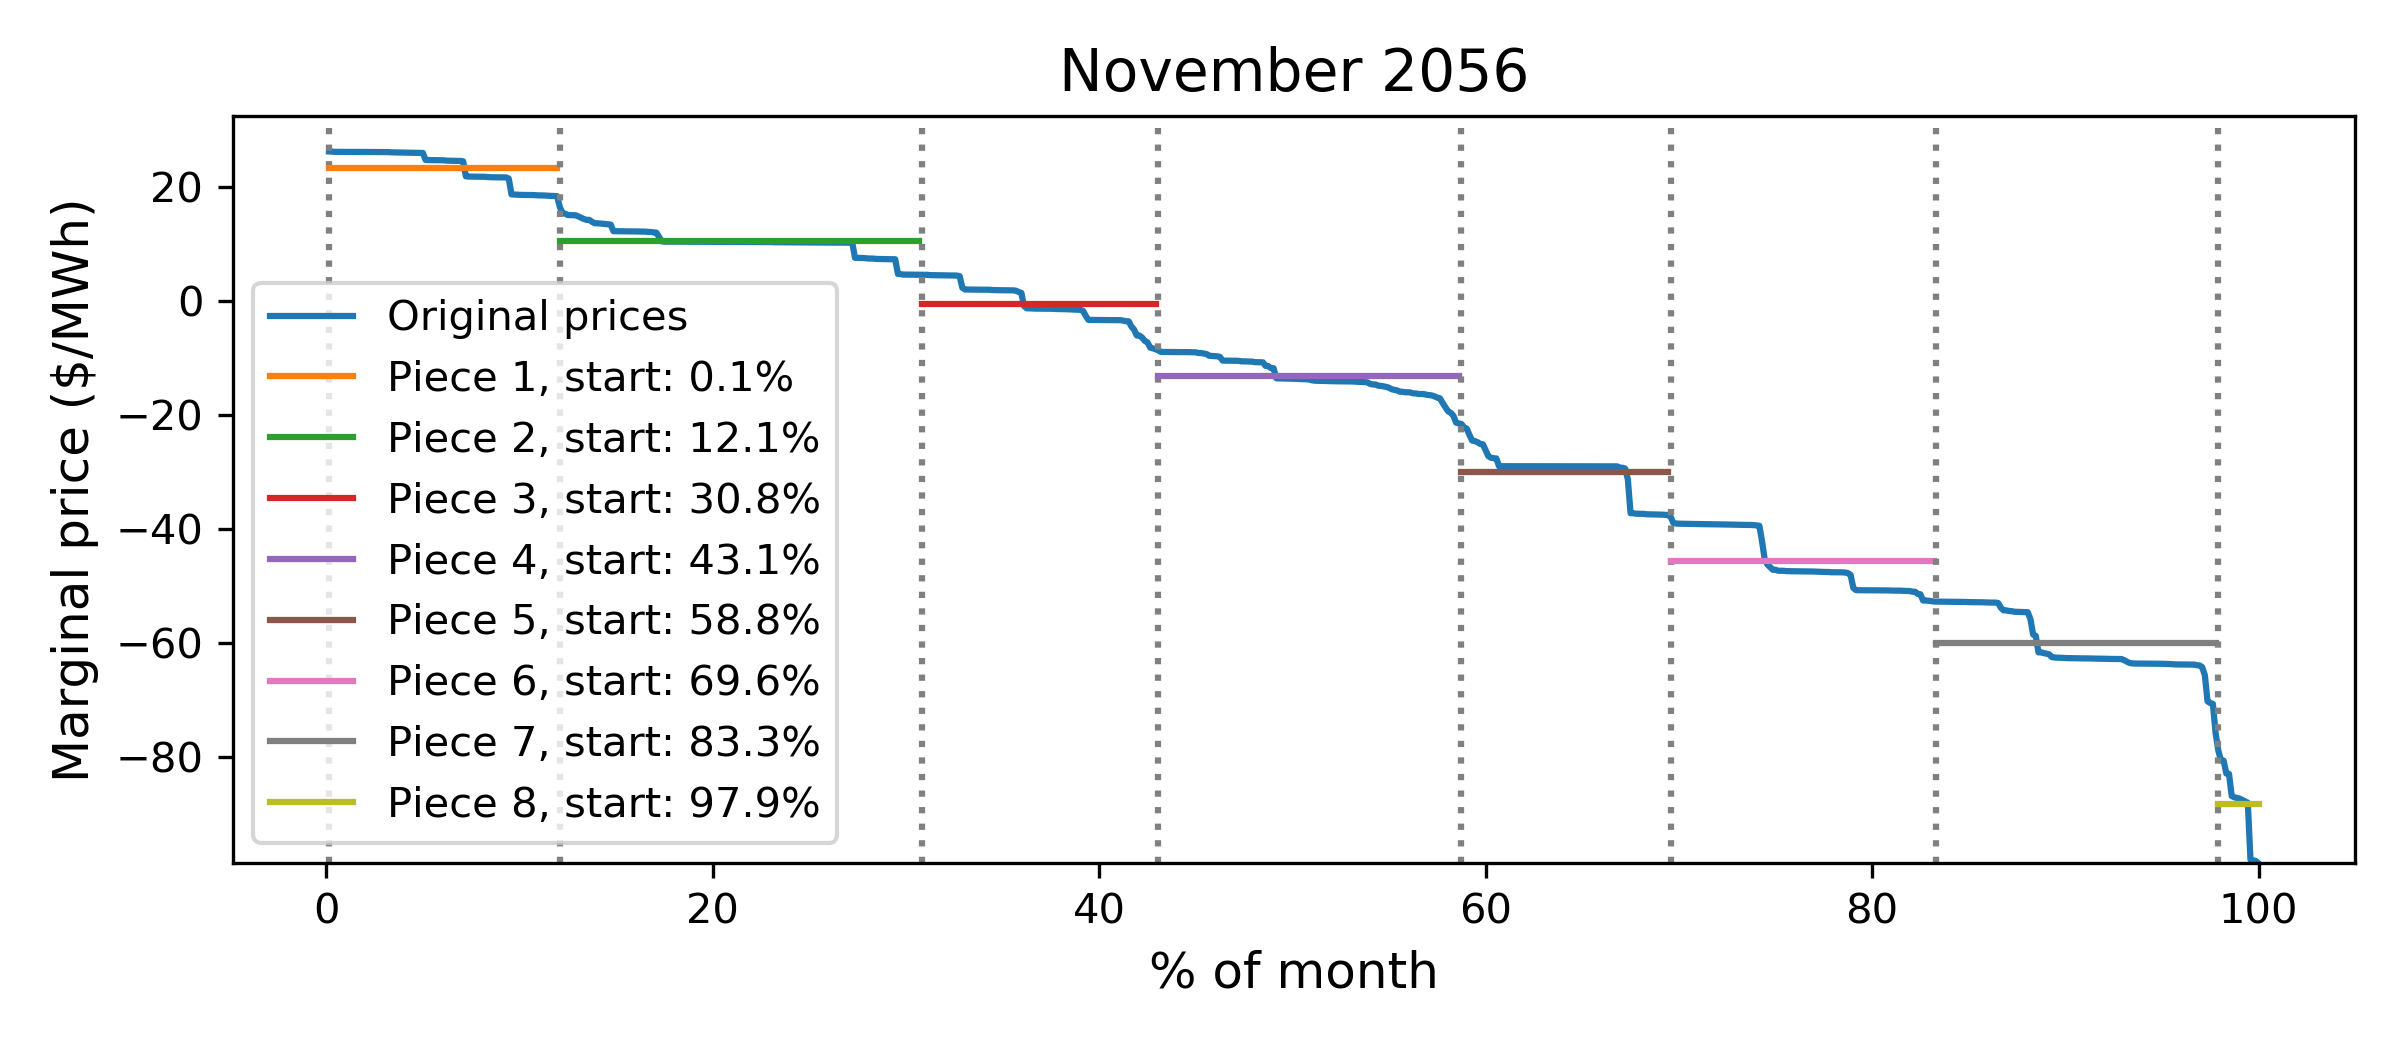 November 2056
Marginal price ($/MWh)
20
0
−20
−40
−60
−80
Original prices
Piece 1, start: 0.1%
Piece 2, start: 12.1%
Piece 3, start: 30.8%
Piece 4, start: 43.1%
Piece 5, start: 58.8%
Piece 6, start: 69.6%
Piece 7, start: 83.3%
Piece 8, start: 97.9%
0 20 40 60 80 100
% of month